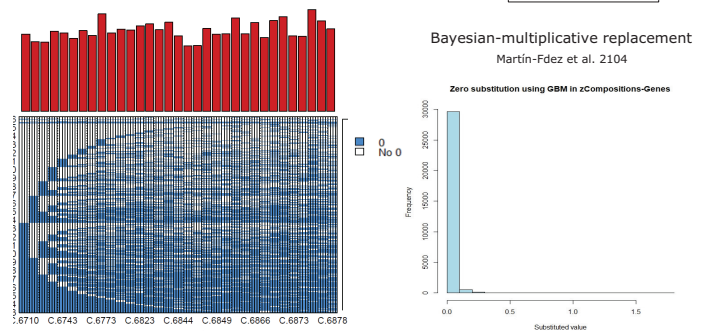 0
No 0
C.6710 C.6743 C.6773 C.6823 C.6844 C.6849 C.6866 C.6873 C.6878
Bayesian-multiplicative replacement
Martín-Fdez et al. 2104
Zero substitution using GBM in zCompositions-Genes
Frequency
30000
25000
20000
15000
10000
5000
0
0.0 0.5 1.0 1.5
Substituted value